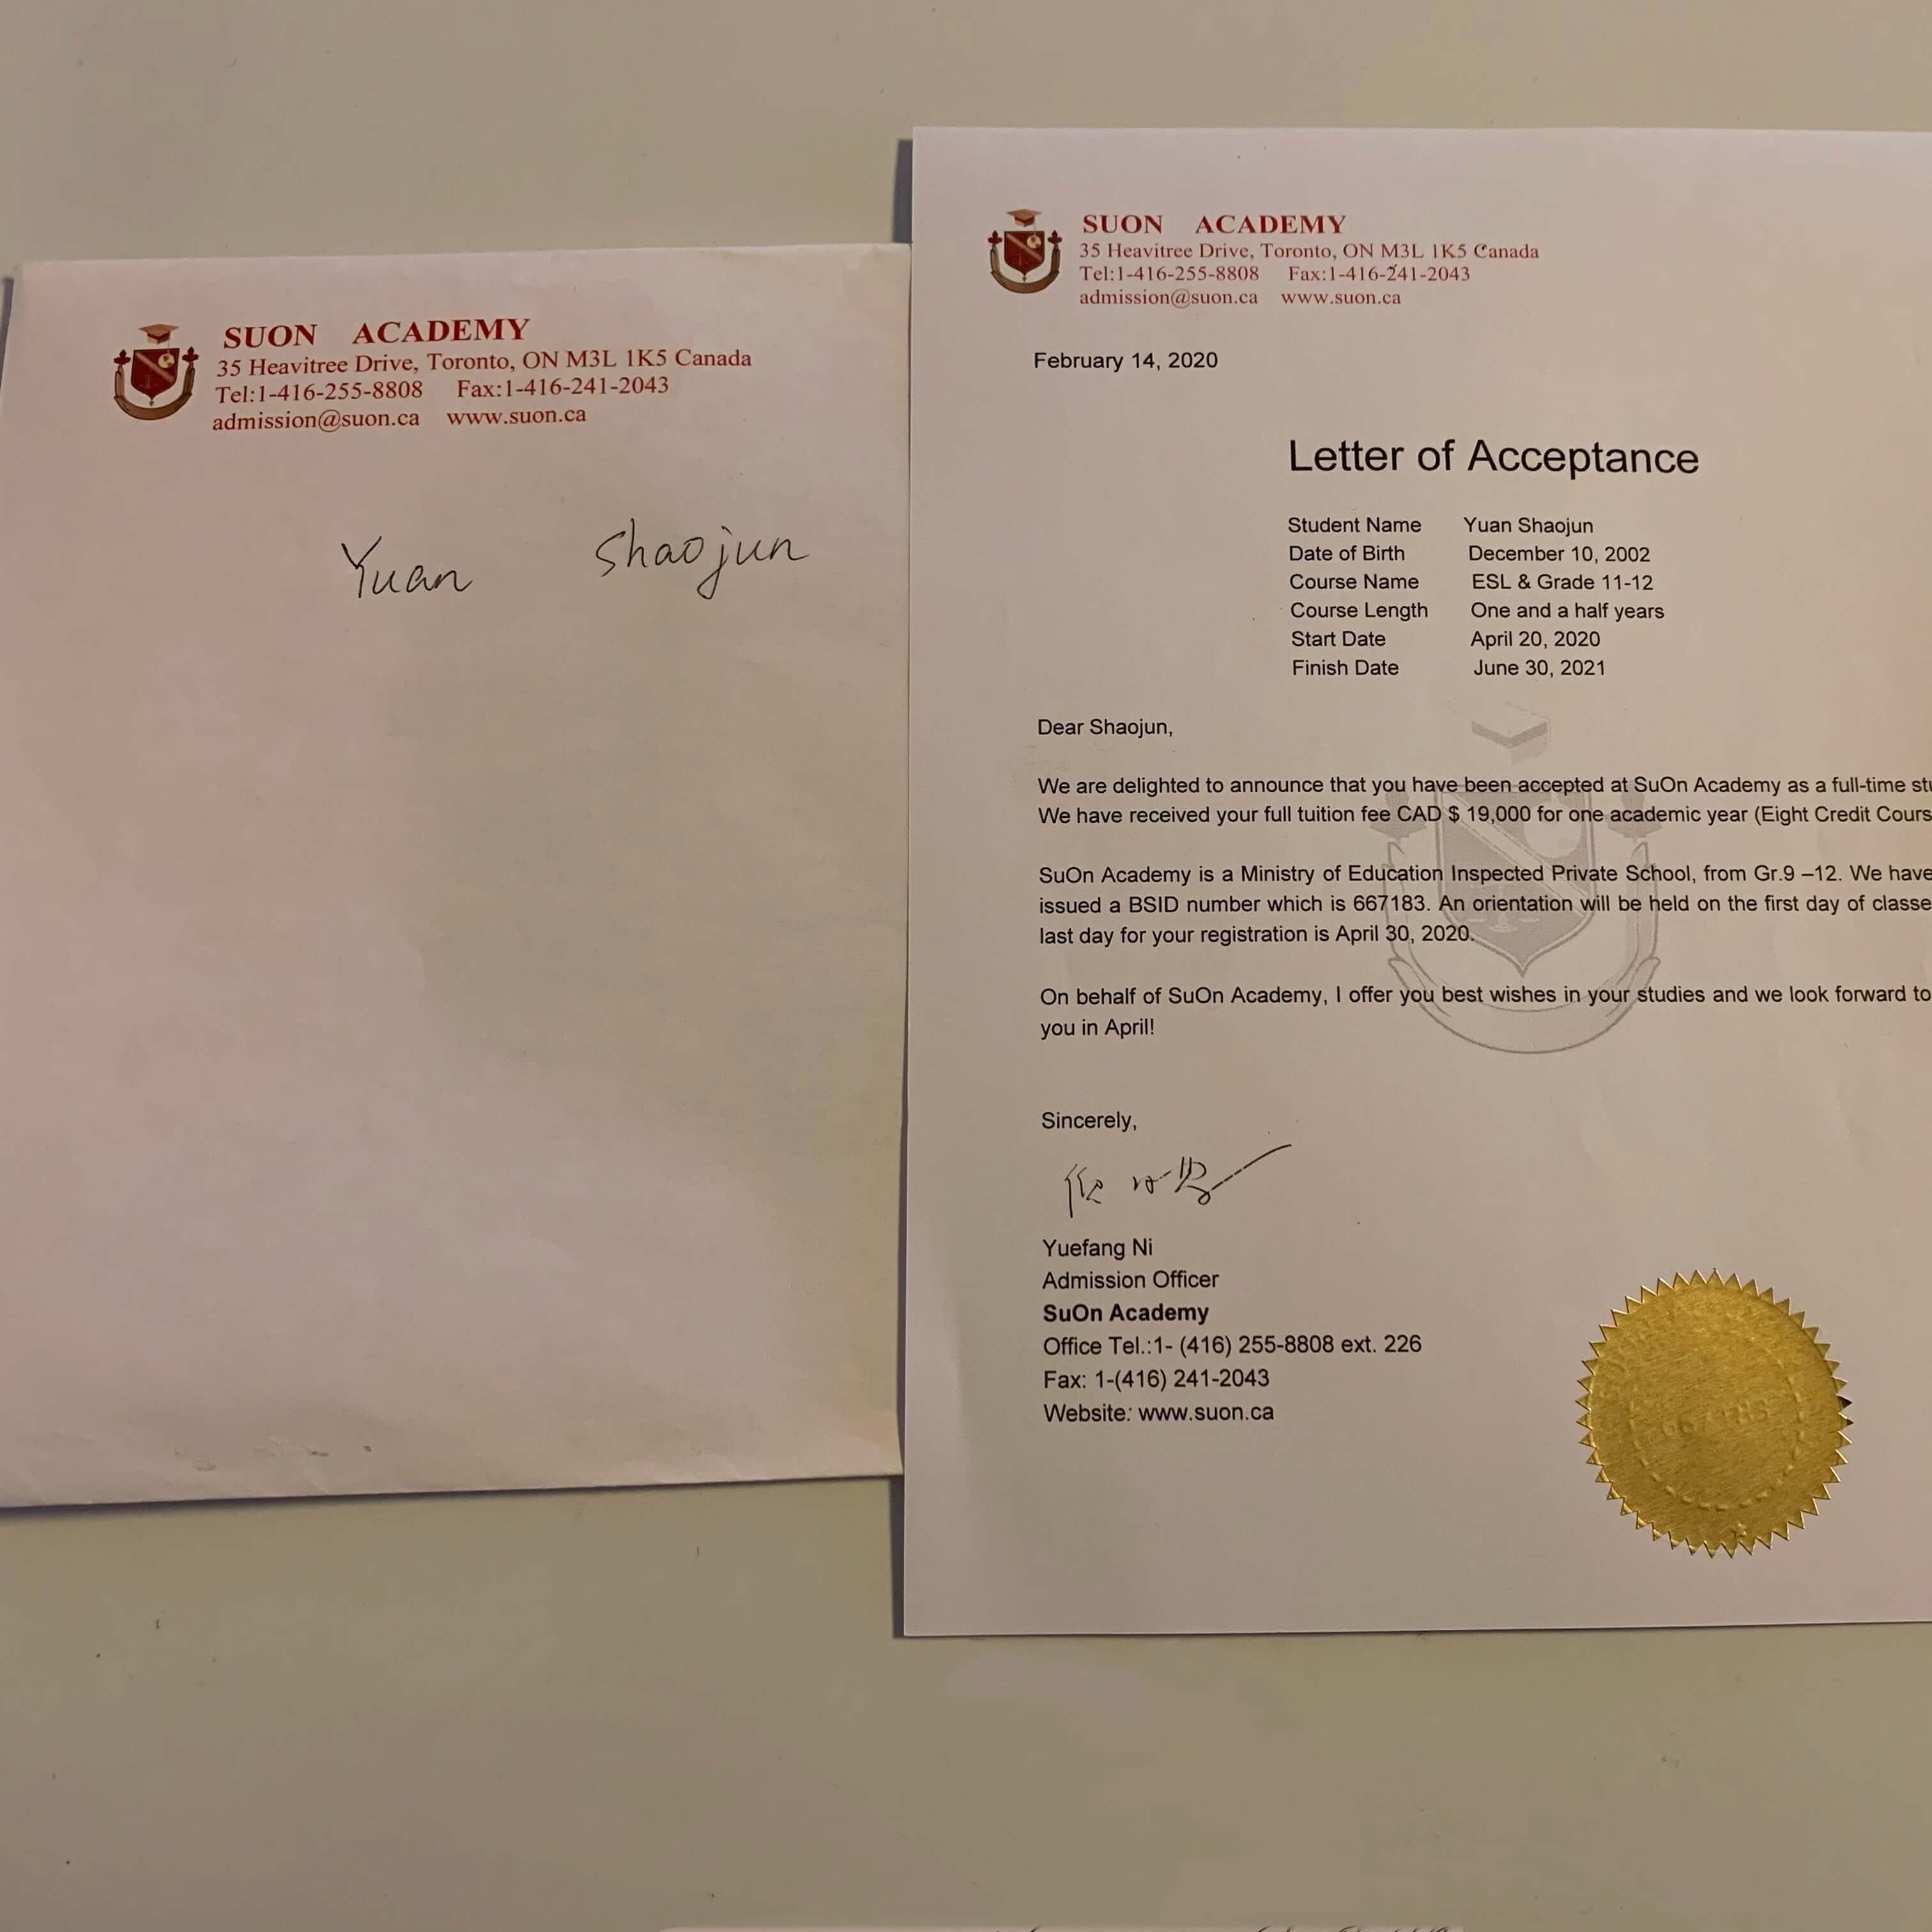 SUON ACADEMY
35 Heavitree Drive, Toronto, ON M3L 1K5 Canada
Tel:1-416-255-8808 Fax:1-416-241-2043
admission@suon.ca www.suon.ca
Yuan Shaojun
SUON ACADEMY
35 Heavitree Drive, Toronto, ON M3L 1K5 Canada
Tel:1-416-255-8808 Fax:1-416-241-2043
admission@suon.ca www.suon.ca
February 14, 2020
Letter of Acceptance
Student Name Yuan Shaojun
Date of Birth December 10, 2002
Course Name ESL & Grade 11-12
Course Length One and a half years
Start Date April 20, 2020
Finish Date June 30, 2021
Dear Shaojun,
We are delighted to announce that you have been accepted at SuOn Academy as a full-time
We have received your full tuition fee CAD $ 19,000 for one academic year (Eight Credit Cours
SuOn Academy is a Ministry of Education Inspected Private School, from Gr.9 –12. We have
issued a BSID number which is 667183. An orientation will be held on the first day of classe
last day for your registration is April 30, 2020.
On behalf of SuOn Academy, I offer you best wishes in your studies and we look forward to
you in April!
Sincerely,
Yuefang Ni
Admission Officer
SuOn Academy
Office Tel.:1- (416) 255-8808 ext. 226
Fax: 1-(416) 241-2043
Website: www.suon.ca
667183